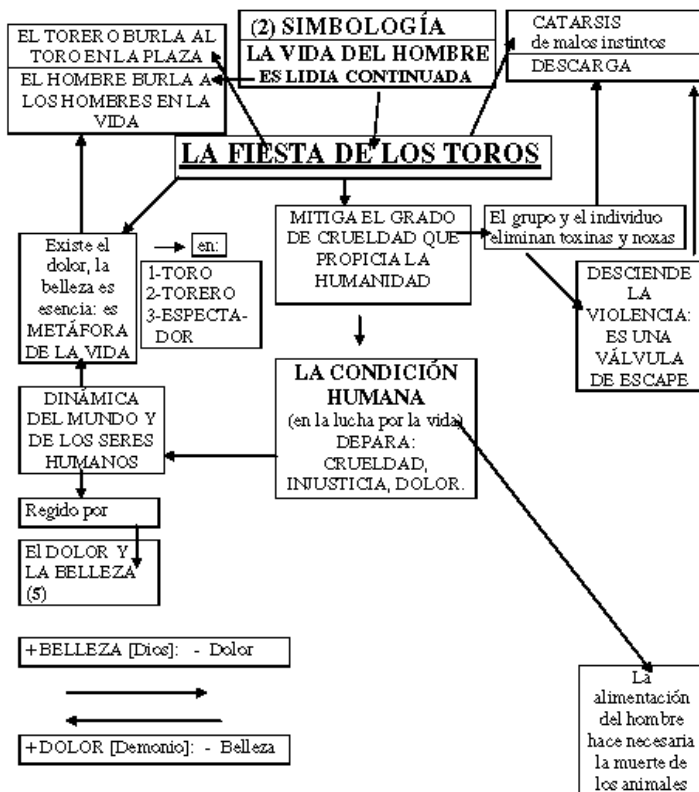 EL TORERO BURLA AL
TORO EN LA PLAZA
EL HOMBRE BURLA A
LOS HOMBRES EN LA
VIDA
(2) SIMBOLOGÍA
LA VIDA DEL HOMBRE
ES LIDIA CONTINUADA
CATARSIS
de malos instintos
DESCARGA
LA FIESTA DE LOS TOROS
Existe el
dolor, la
belleza es
esencia: es
METÁFORA
DE LA VIDA
en:
1-TORO
2-TORERO
3-ESPECTA-
DOR
MITIGA EL GRADO
DE CRUELDAD QUE
PROPICIA LA
HUMANIDAD
El grupo y el individuo
eliminan toxinas y noxas
DESCIENDE
LA
VIOLENCIA:
ES UNA
VÁLVULA
DE ESCAPE
LA CONDICIÓN
HUMANA
(en la lucha por la vida)
DEPARA:
CRUELDAD,
INJUSTICIA, DOLOR.
DINÁMICA
DEL MUNDO Y
DE LOS SERES
HUMANOS
Regido por
El DOLOR Y
LA BELLEZA
(5)
+BELLEZA [Dios]: - Dolor
+DOLOR [Demonio]: - Belleza
La
alimentación
del hombre
hace necesaria
la muerte de
los animales